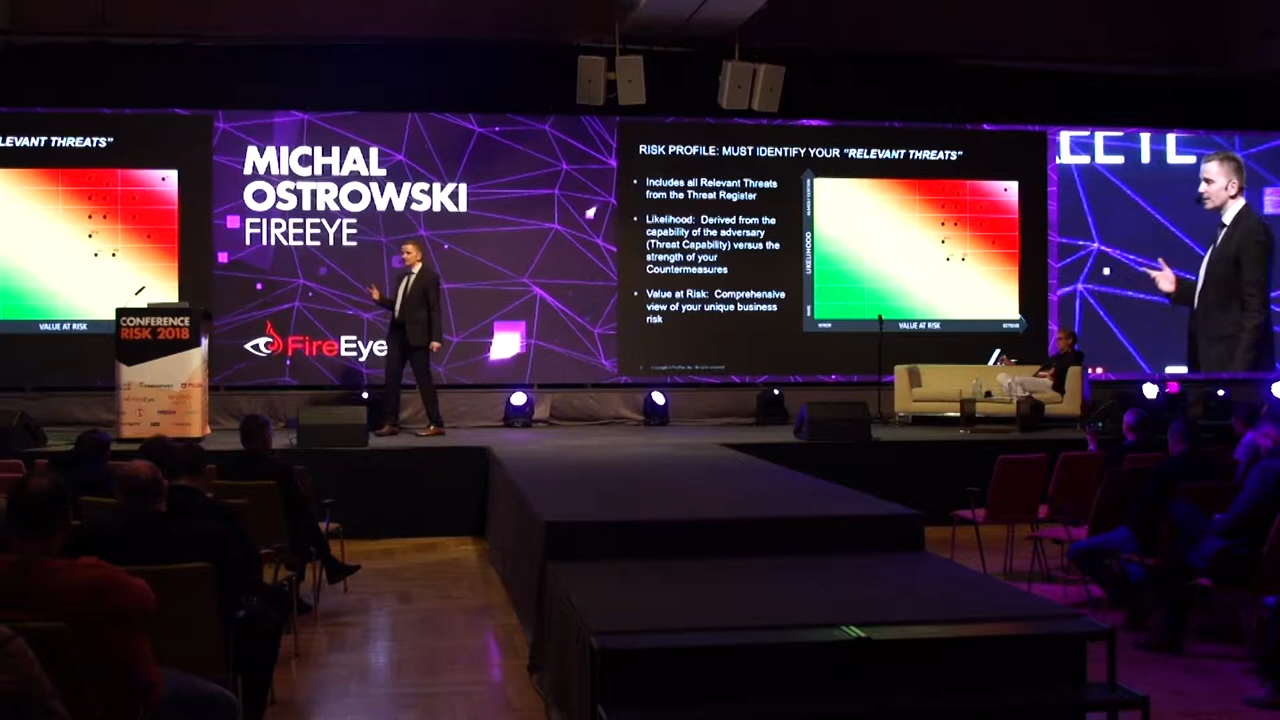 LEVANT THREATS"
VALUE AT RISK
CONFERENCE
RISK 2018
MICHAL
OSTROWSKI
FIREEYE
FireEye
RISK PROFILE: MUST IDENTIFY YOUR "RELEVANT THREATS"
• Includes all Relevant Threats
from the Threat Register
• Likelihood: Derived from the
capability of the adversary
(Threat Capability) versus the
strength of your
Countermeasures
• Value at Risk: Comprehensive
view of your unique business
risk
LIKELIHOOD
VALUE AT RISK